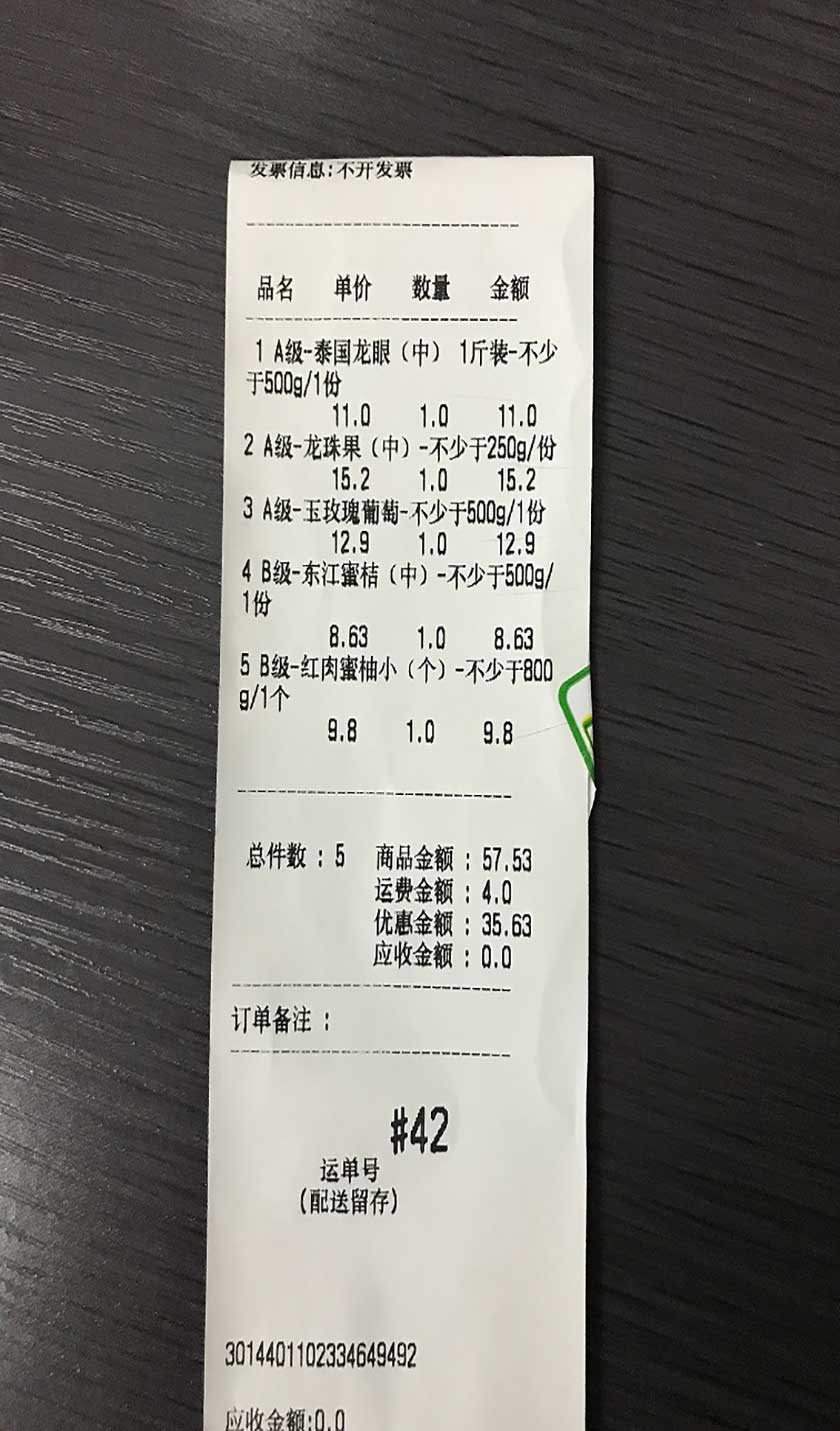 发票信息:不开发票
品名 单价 数量 金额
1 A级-泰国龙眼（中） 1斤装-不少
于500g/1份
11.0 1.0 11.0
2 A级-龙珠果（中）-不少于250g/份
15.2 1.0 15.2
3 A级-玉玫瑰葡萄-不少于500g/1份
12.9 1.0 12.9
4 B级-东江蜜桔（中）-不少于500g/
1份
8.63 1.0 8.63
5 B级-红肉蜜柚小（个）-不少于800
g/1个
9.8 1.0 9.8
总件数：5 商品金额：57.53
运费金额：4.0
优惠金额：35.63
应收金额：0.0
订单备注：
#42
运单号
(配送留存)
3014401102334649492
应收金额:0.0